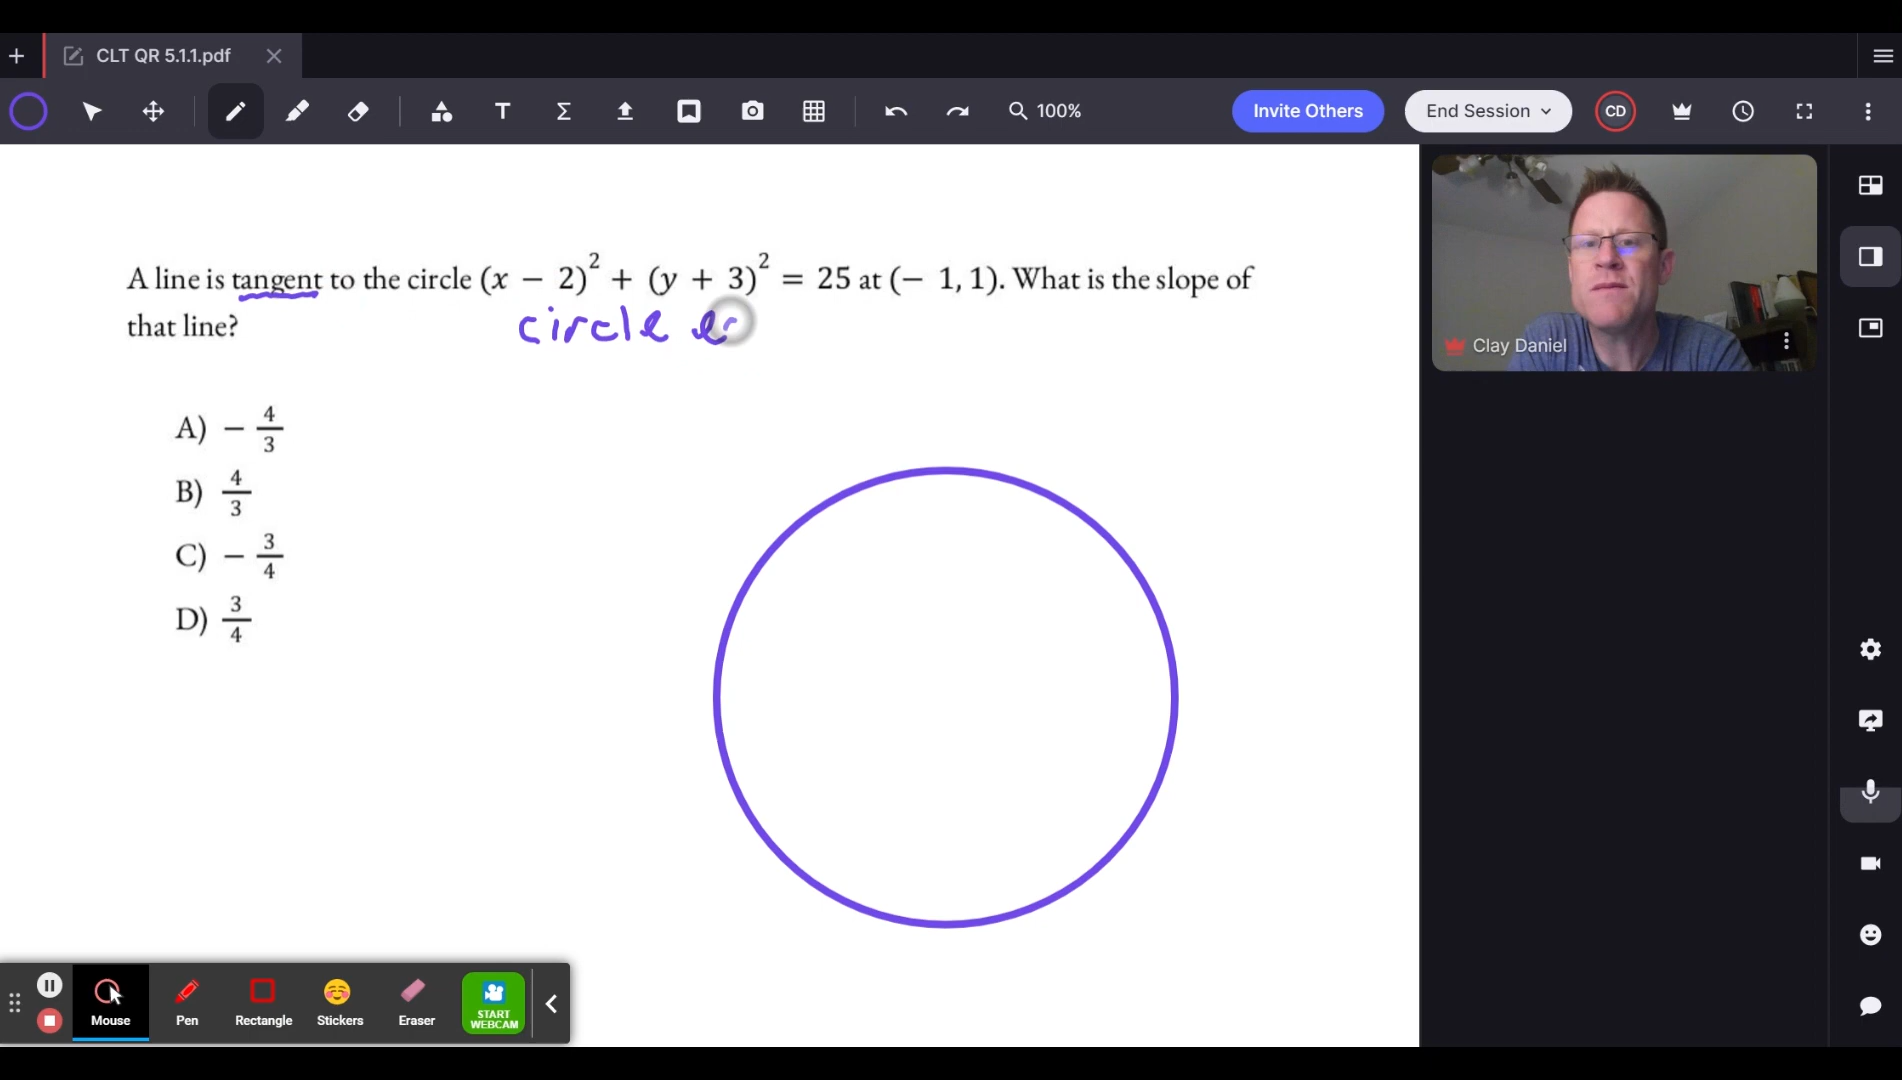 CLT QR 5.1.1.pdf
T Σ 100% Invite Others End Session CD
A line is tangent to the circle (x − 2)² + (y + 3)² = 25 at (− 1, 1). What is the slope of
that line?
circle
A) − 4/3
B) 4/3
C) − 3/4
D) 3/4
Clay Daniel
Mouse Pen Rectangle Stickers Eraser START WEBCAM